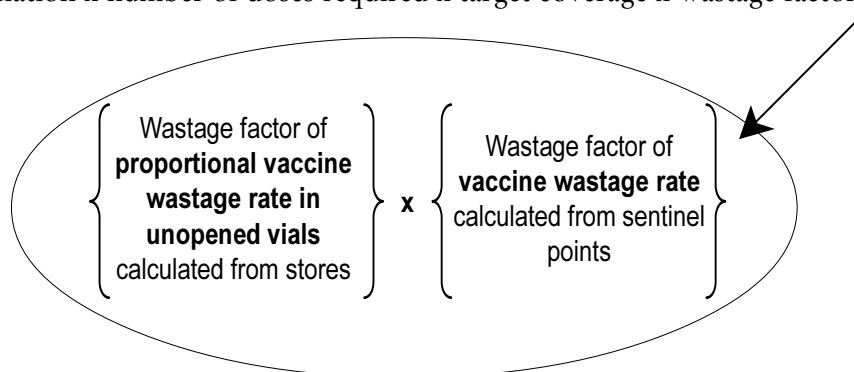 x number of doses required x target coverage x wastage factor
Wastage factor of
proportional vaccine
wastage rate in
unopened vials
calculated from stores
x
Wastage factor of
vaccine wastage rate
calculated from sentinel
points